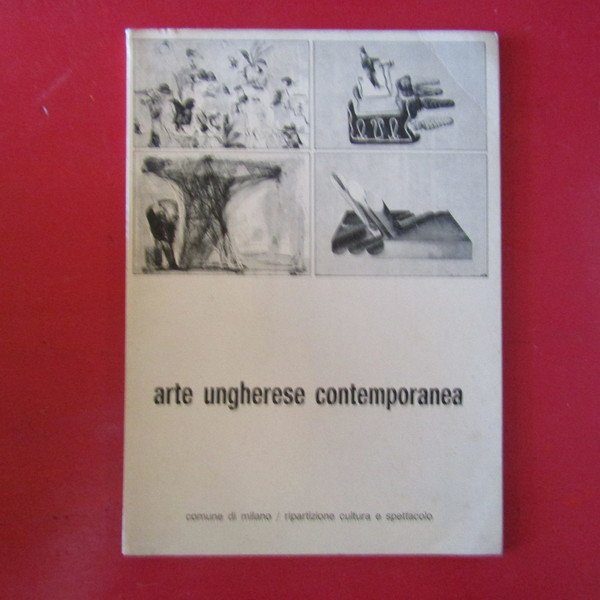 arte ungherese contemporanea
comune di milano / ripartizione cultura e spettacolo